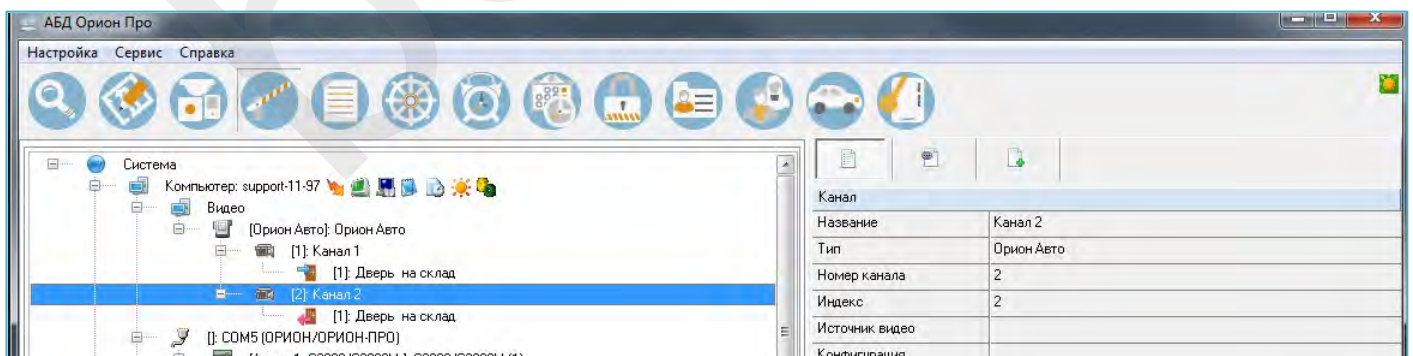 АБД Орион Про
Настройка Сервис Справка
Система
Компьютер: support-11-97
Видео
[Орион Авто]: Орион Авто
[1]: Канал 1
[1]: Дверь на склад
[2]: Канал 2
[1]: Дверь на склад
[]: COM5 (ОРИОН/ОРИОН-ПРО)
Канал
Название Канал 2
Тип Орион Авто
Номер канала 2
Индекс 2
Источник видео
Конфигурация